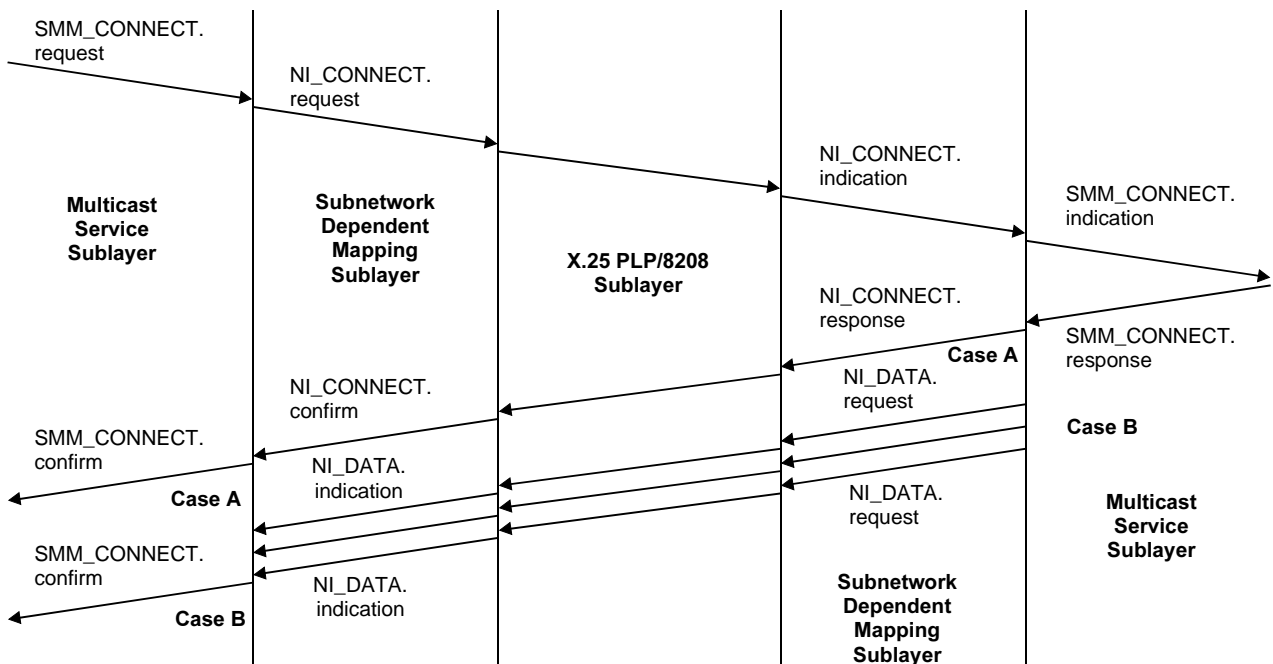 SMM_CONNECT.
request
NI_CONNECT.
request
NI_CONNECT.
indication
SMM_CONNECT.
indication
Multicast
Service
Sublayer
Subnetwork
Dependent
Mapping
Sublayer
X.25 PLP/8208
Sublayer
NI_CONNECT.
response
SMM_CONNECT.
response
Case A
NI_DATA.
request
NI_CONNECT.
confirm
Case B
SMM_CONNECT.
confirm
NI_DATA.
indication
Case A
NI_DATA.
request
Multicast
Service
Sublayer
SMM_CONNECT.
confirm
NI_DATA.
indication
Case B
Subnetwork
Dependent
Mapping
Sublayer